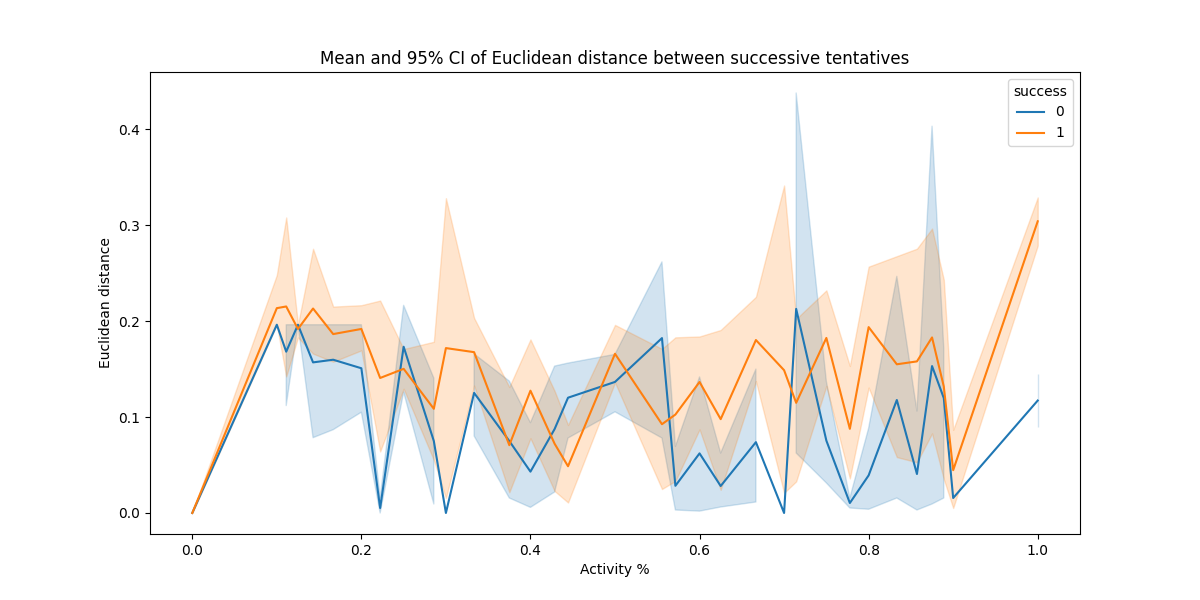 Mean and 95% CI of Euclidean distance between successive tentatives
success
0
1
0.4
0.3
0.2
0.1
0.0
Euclidean distance
0.0 0.2 0.4 0.6 0.8 1.0
Activity %